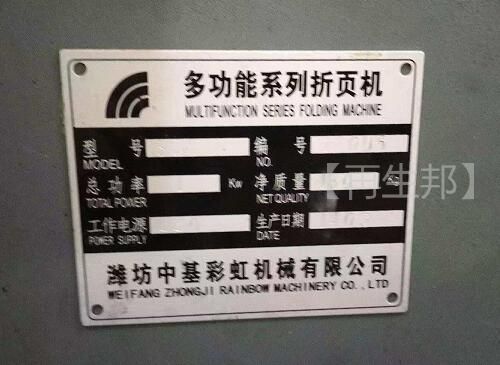 多功能系列折页机
MULTIFUNCTION SERIES FOLDING MACHINE
型号
MODEL
编号
NO.
总功率 Kw
TOTAL POWER
净质量 KG
NET QUALITY
工作电源
POWER SUPPLY
生产日期
DATE
潍坊中基彩虹机械有限公司
WEIFANG ZHONGJI RAINBOW MACHINERY CO.,LTD
【再生邦】